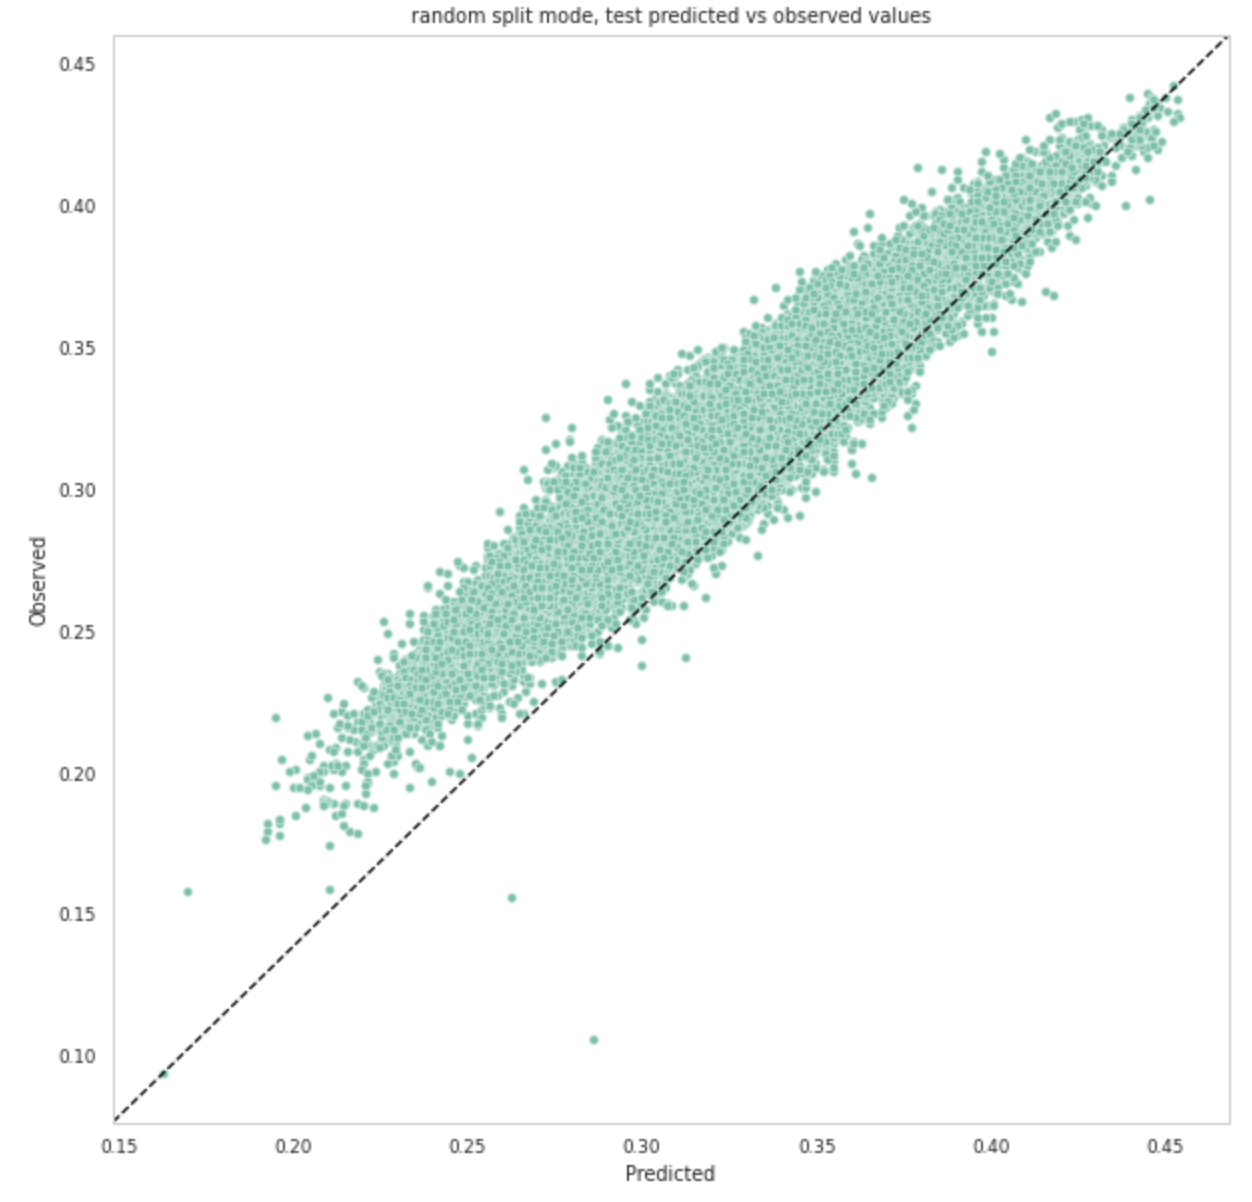 random split mode, test predicted vs observed values
0.45
0.40
0.35
0.30
0.25
0.20
0.15
0.10
Observed
0.15 0.20 0.25 0.30 0.35 0.40 0.45
Predicted